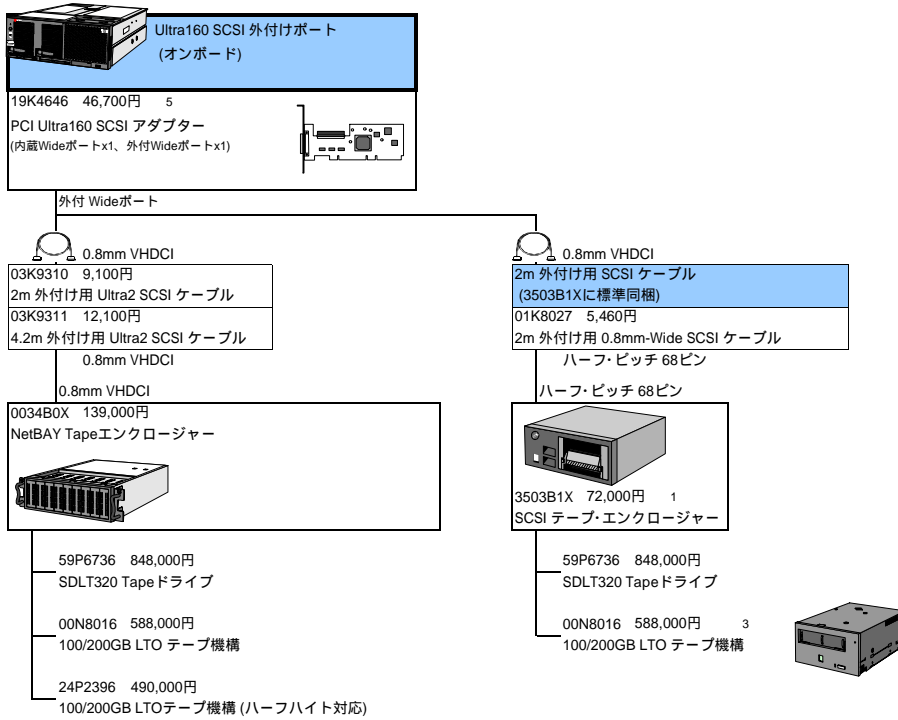 Ultra160 SCSI 外付けポート
(オンボード)
19K4646 46,700円 5
PCI Ultra160 SCSI アダプター
(内蔵Wideポートx1、外付Wideポートx1)
外付 Wideポート
0.8mm VHDCI
03K9310 9,100円
2m 外付け用 Ultra2 SCSI ケーブル
03K9311 12,100円
4.2m 外付け用 Ultra2 SCSI ケーブル
0.8mm VHDCI
0.8mm VHDCI
0034B0X 139,000円
NetBAY Tapeエンクロージャー
59P6736 848,000円
SDLT320 Tapeドライブ
00N8016 588,000円
100/200GB LTO テープ機構
24P2396 490,000円
100/200GB LTOテープ機構 (ハーフハイト対応)
0.8mm VHDCI
2m 外付け用 SCSI ケーブル
(3503B1Xに標準同梱)
01K8027 5,460円
2m 外付け用 0.8mm-Wide SCSI ケーブル
ハーフ・ピッチ 68ピン
ハーフ・ピッチ 68ピン
3503B1X 72,000円 1
SCSI テープ・エンクロージャー
59P6736 848,000円
SDLT320 Tapeドライブ
00N8016 588,000円 3
100/200GB LTO テープ機構